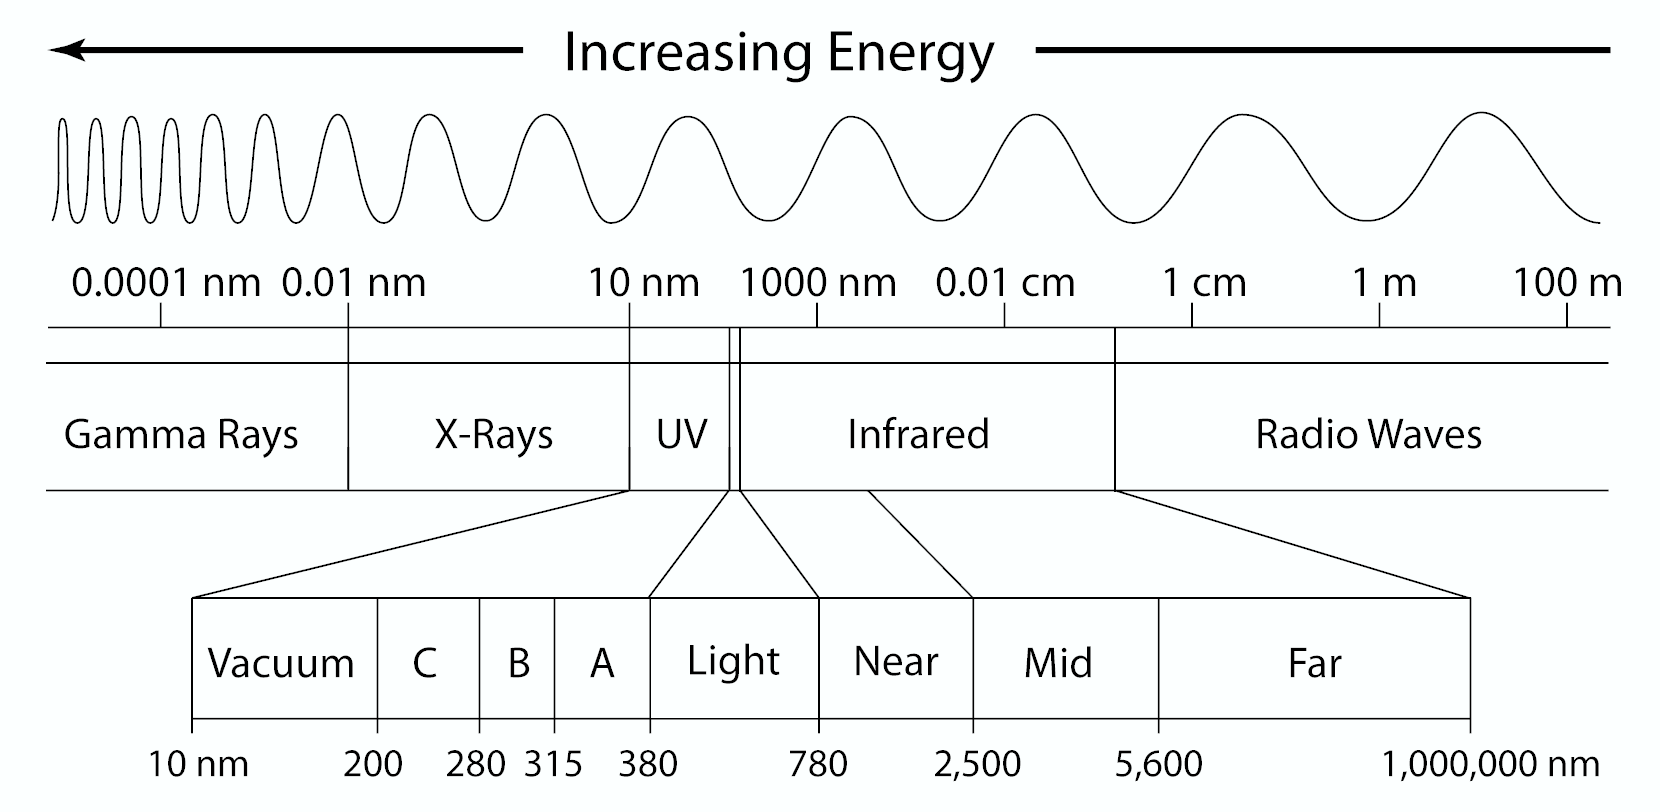 Increasing Energy
0.0001 nm 0.01 nm 10 nm 1000 nm 0.01 cm 1 cm 1 m 100 m
Gamma Rays X-Rays UV Infrared Radio Waves
Vacuum C B A Light Near Mid Far
10 nm 200 280 315 380 780 2,500 5,600 1,000,000 nm